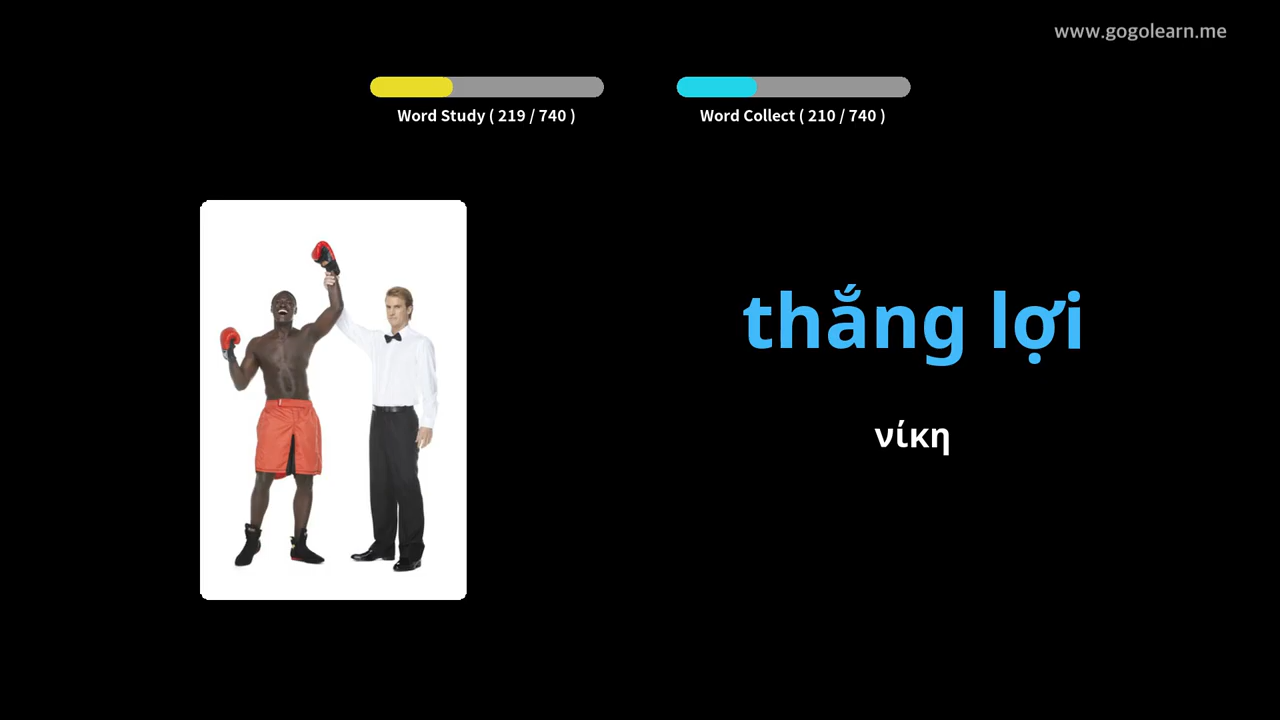 www.gogolearn.me
Word Study ( 219 / 740 )
Word Collect ( 210 / 740 )
thắng lợi
νίκη